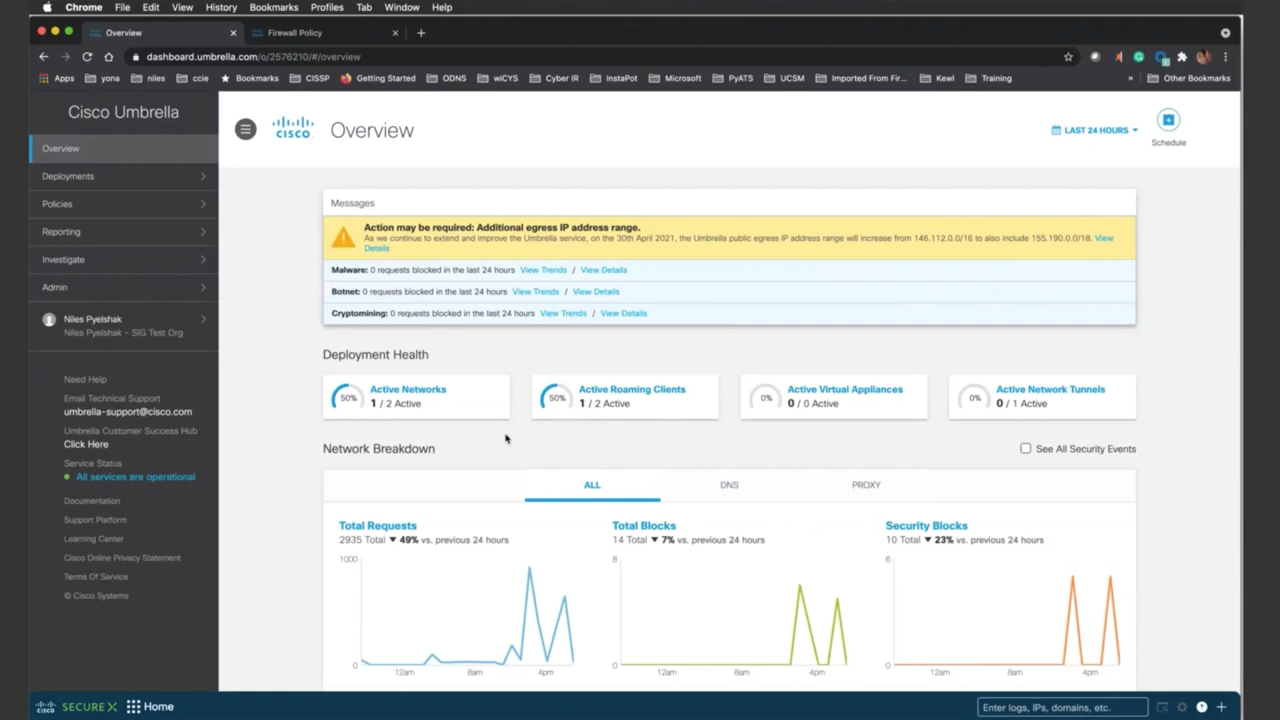 Chrome File Edit View History Bookmarks Profiles Tab Window Help
Overview
Firewall Policy
dashboard.umbrella.com/o/2576210/#/overview
Apps yona niles ccie Bookmarks CISSP Getting Started ODNS wiCYS Cyber IR InstaPot Microsoft PyATS UCSM Imported From Fir... Kewl Training » Other Bookmarks
Cisco Umbrella
Overview
Deployments
Policies
Reporting
Investigate
Admin
Niles Pyelshak
Niles Pyelshak – SIG Test Org
Need Help
Email Technical Support
umbrella-support@cisco.com
Umbrella Customer Success Hub
Click Here
Service Status
All services are operational
Documentation
Support Platform
Learning Center
Cisco Online Privacy Statement
Terms Of Service
© Cisco Systems
CISCO
Overview
LAST 24 HOURS
Schedule
Messages
Action may be required: Additional egress IP address range.
As we continue to extend and improve the Umbrella service, on the 30th April 2021, the Umbrella public egress IP address range will increase from 146.112.0.0/16 to also include 155.190.0.0/18. View
Details
Malware: 0 requests blocked in the last 24 hours View Trends / View Details
Botnet: 0 requests blocked in the last 24 hours View Trends / View Details
Cryptomining: 0 requests blocked in the last 24 hours View Trends / View Details
Deployment Health
50% Active Networks
1 / 2 Active
50% Active Roaming Clients
1 / 2 Active
0% Active Virtual Appliances
0 / 0 Active
0% Active Network Tunnels
0 / 1 Active
Network Breakdown
See All Security Events
ALL DNS PROXY
Total Requests
2935 Total ▼ 49% vs. previous 24 hours
1000
0
12am 8am 4pm
Total Blocks
14 Total ▼ 7% vs. previous 24 hours
8
0
12am 8am 4pm
Security Blocks
10 Total ▼ 23% vs. previous 24 hours
6
0
12am 8am 4pm
CISCO SECUREX Home
Enter logs, IPs, domains, etc.